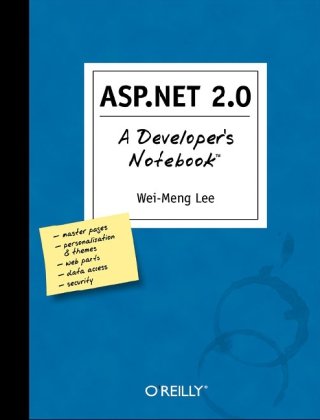 ASP.NET 2.0
A Developer's
Notebook™
Wei-Meng Lee
– master pages
– personalization
& themes
– web parts
– data access
– security
O'REILLY®